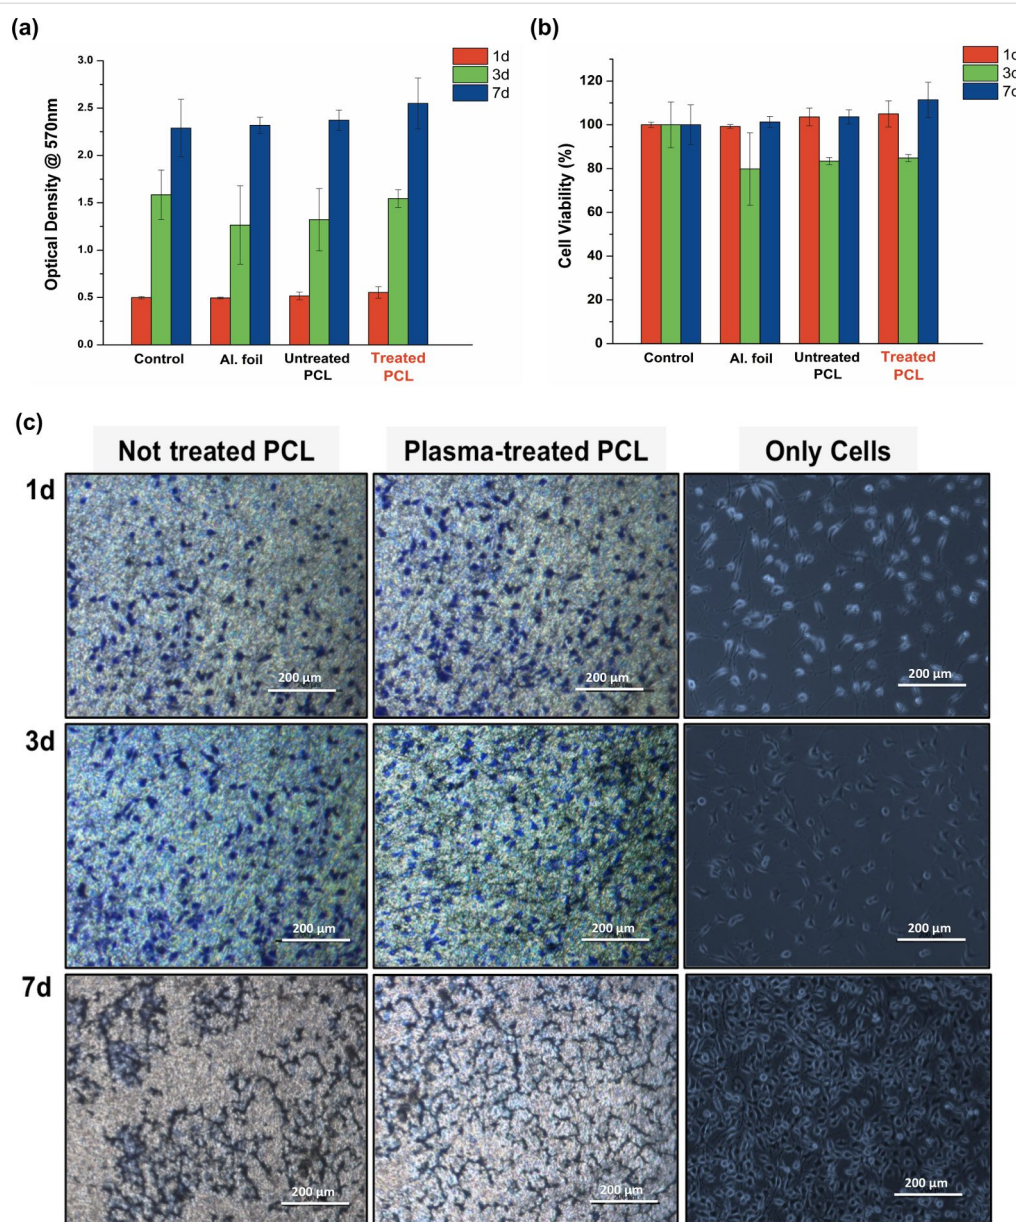 (a)
1d
3d
7d
Optical Density @ 570nm
3.0
2.5
2.0
1.5
1.0
0.5
0.0
Control
Al. foil
Untreated PCL
Treated PCL
(b)
1d
3d
7d
Cell Viability (%)
120
100
80
60
40
20
0
Control
Al. foil
Untreated PCL
Treated PCL
(c)
Not treated PCL
Plasma-treated PCL
Only Cells
1d
200 µm
200 µm
200 µm
3d
200 µm
200 µm
200 µm
7d
200 µm
200 µm
200 µm